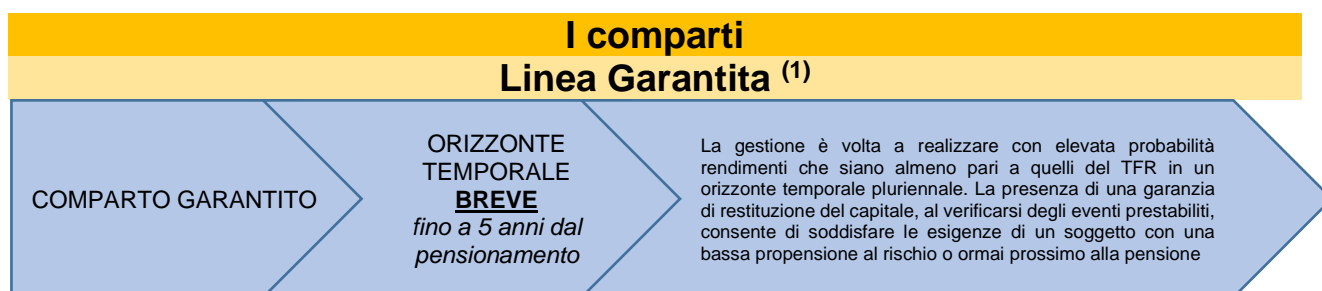 I comparti
Linea Garantita (1)
COMPARTO GARANTITO
ORIZZONTE
TEMPORALE
BREVE
fino a 5 anni dal
pensionamento
La gestione è volta a realizzare con elevata probabilità
rendimenti che siano almeno pari a quelli del TFR in un
orizzonte temporale pluriennale. La presenza di una garanzia
di restituzione del capitale, al verificarsi degli eventi prestabiliti,
consente di soddisfare le esigenze di un soggetto con una
bassa propensione al rischio o ormai prossimo alla pensione